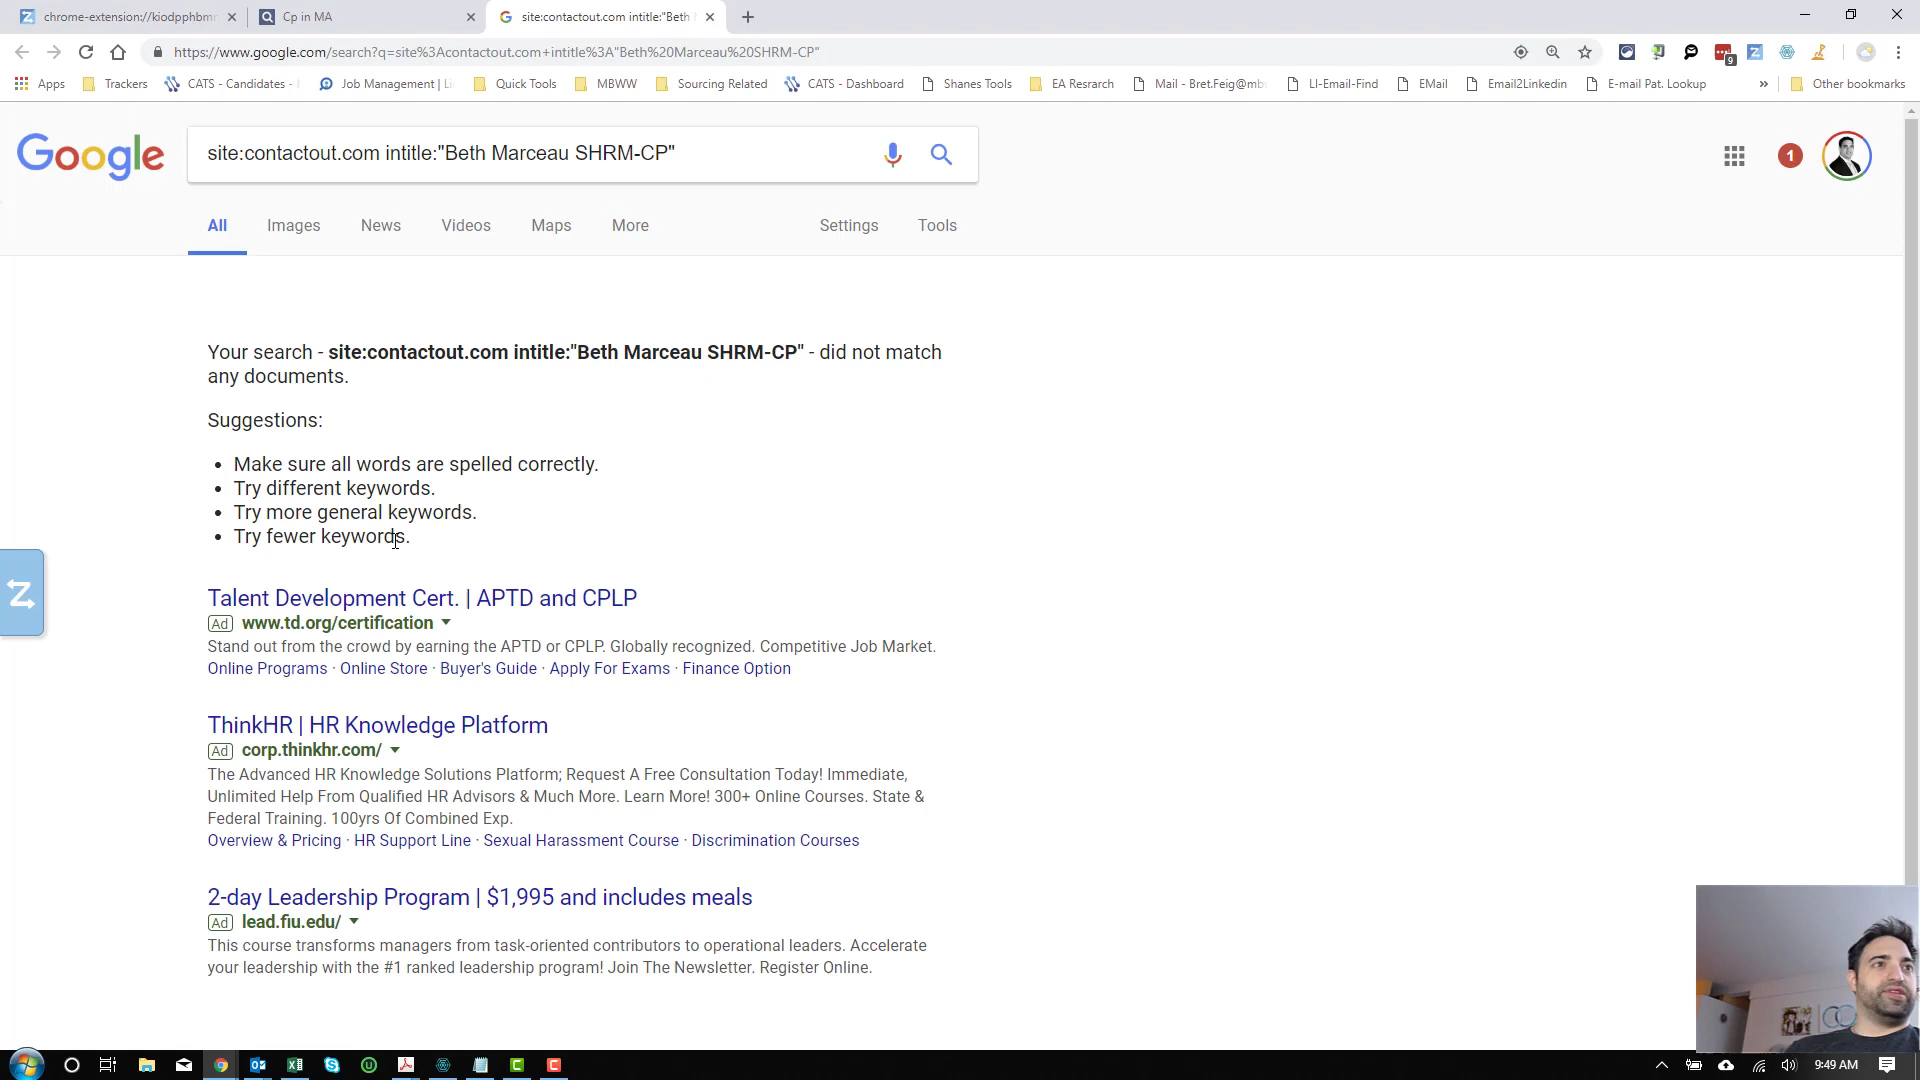 chrome-extension://kiodpphbmr
Cp in MA
site:contactout.com intitle:"Beth
https://www.google.com/search?q=site%3Acontactout.com+intitle%3A"Beth%20Marceau%20SHRM-CP"
9
Apps
Trackers
CATS - Candidates -
Job Management | Li
Quick Tools
MBWW
Sourcing Related
CATS - Dashboard
Shanes Tools
EA Resrarch
Mail - Bret.Feig@mb
LI-Email-Find
EMail
Email2Linkedin
E-mail Pat. Lookup
»
Other bookmarks
Google
site:contactout.com intitle:"Beth Marceau SHRM-CP"
1
All
Images
News
Videos
Maps
More
Settings
Tools
Your search - site:contactout.com intitle:"Beth Marceau SHRM-CP" - did not match
any documents.
Suggestions:
• Make sure all words are spelled correctly.
• Try different keywords.
• Try more general keywords.
• Try fewer keywords.
Z
Talent Development Cert. | APTD and CPLP
Ad www.td.org/certification
Stand out from the crowd by earning the APTD or CPLP. Globally recognized. Competitive Job Market.
Online Programs · Online Store · Buyer's Guide · Apply For Exams · Finance Option
ThinkHR | HR Knowledge Platform
Ad corp.thinkhr.com/
The Advanced HR Knowledge Solutions Platform; Request A Free Consultation Today! Immediate,
Unlimited Help From Qualified HR Advisors & Much More. Learn More! 300+ Online Courses. State &
Federal Training. 100yrs Of Combined Exp.
Overview & Pricing · HR Support Line · Sexual Harassment Course · Discrimination Courses
2-day Leadership Program | $1,995 and includes meals
Ad lead.fiu.edu/
This course transforms managers from task-oriented contributors to operational leaders. Accelerate
your leadership with the #1 ranked leadership program! Join The Newsletter. Register Online.
9:49 AM